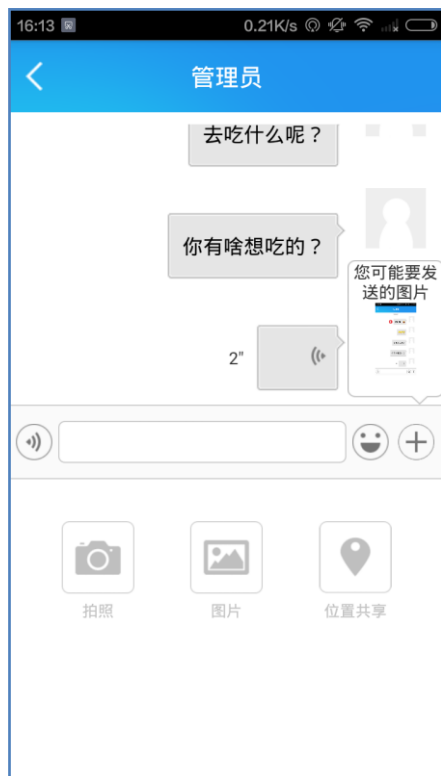 16:13 0.21K/s
管理员
去吃什么呢？
你有啥想吃的？
您可能要发
送的图片
2"
拍照 图片 位置共享